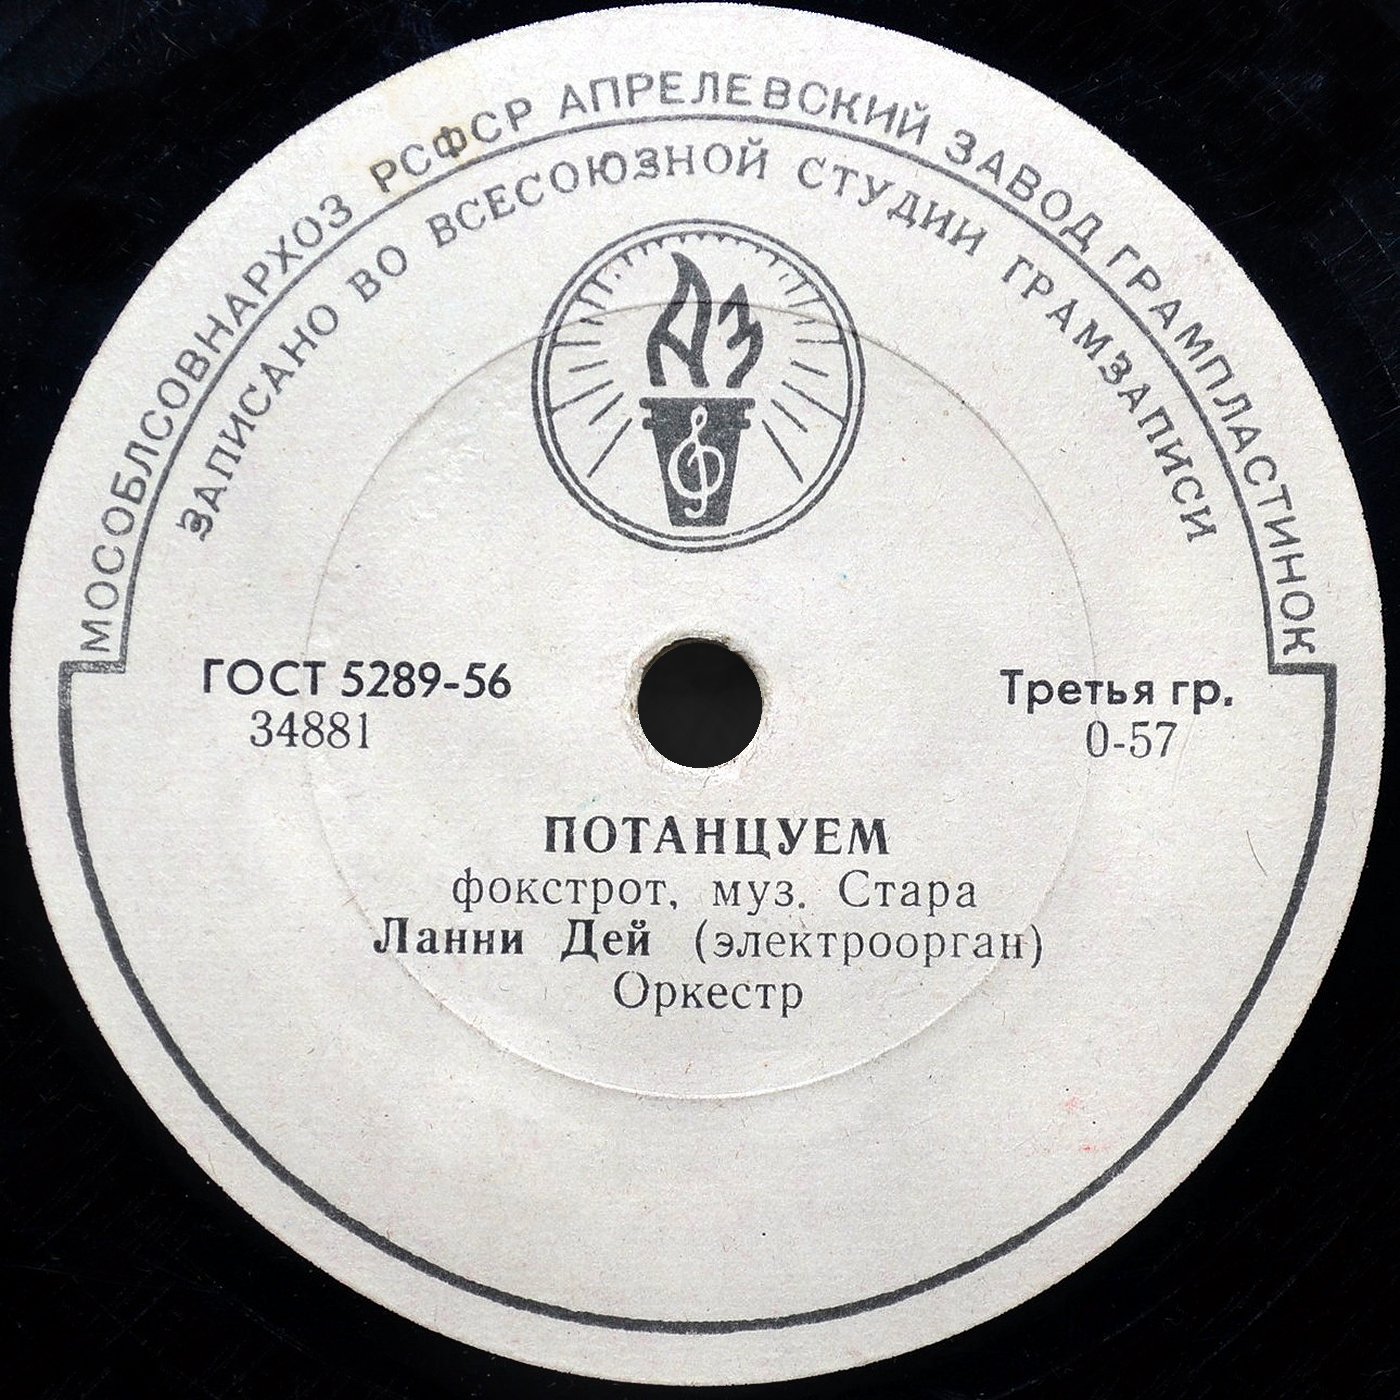 МОСОБЛСОВНАРХОЗ РСФСР АПРЕЛЕВСКИЙ ЗАВОД ГРАМПЛАСТИНОК
ЗАПИСАНО ВО ВСЕСОЮЗНОЙ СТУДИИ ГРАМЗАПИСИ
АЗ
ГОСТ 5289-56
34881
Третья гр.
0-57
ПОТАНЦУЕМ
фокстрот, муз. Стара
Ланни Дей (электроорган)
Оркестр